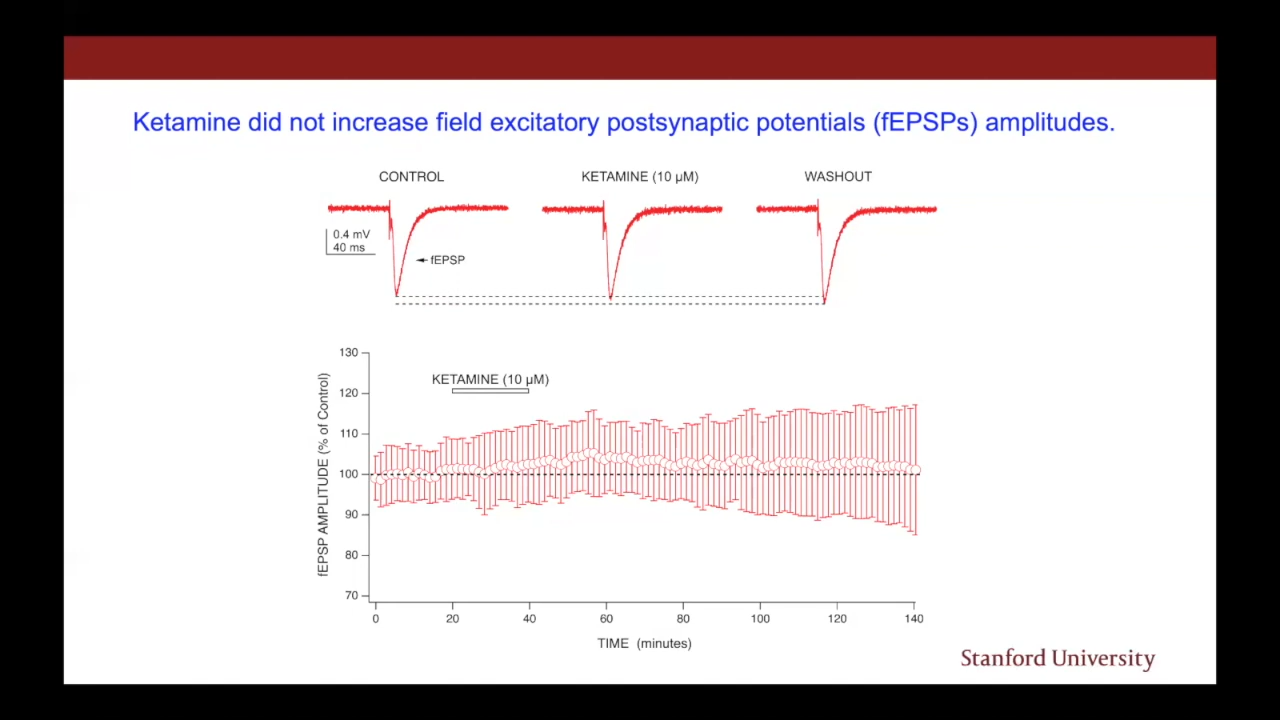 Ketamine did not increase field excitatory postsynaptic potentials (fEPSPs) amplitudes.
CONTROL
KETAMINE (10 µM)
WASHOUT
0.4 mV
40 ms
fEPSP
fEPSP AMPLITUDE (% of Control)
130
120
110
100
90
80
70
KETAMINE (10 µM)
0 20 40 60 80 100 120 140
TIME (minutes)
Stanford University